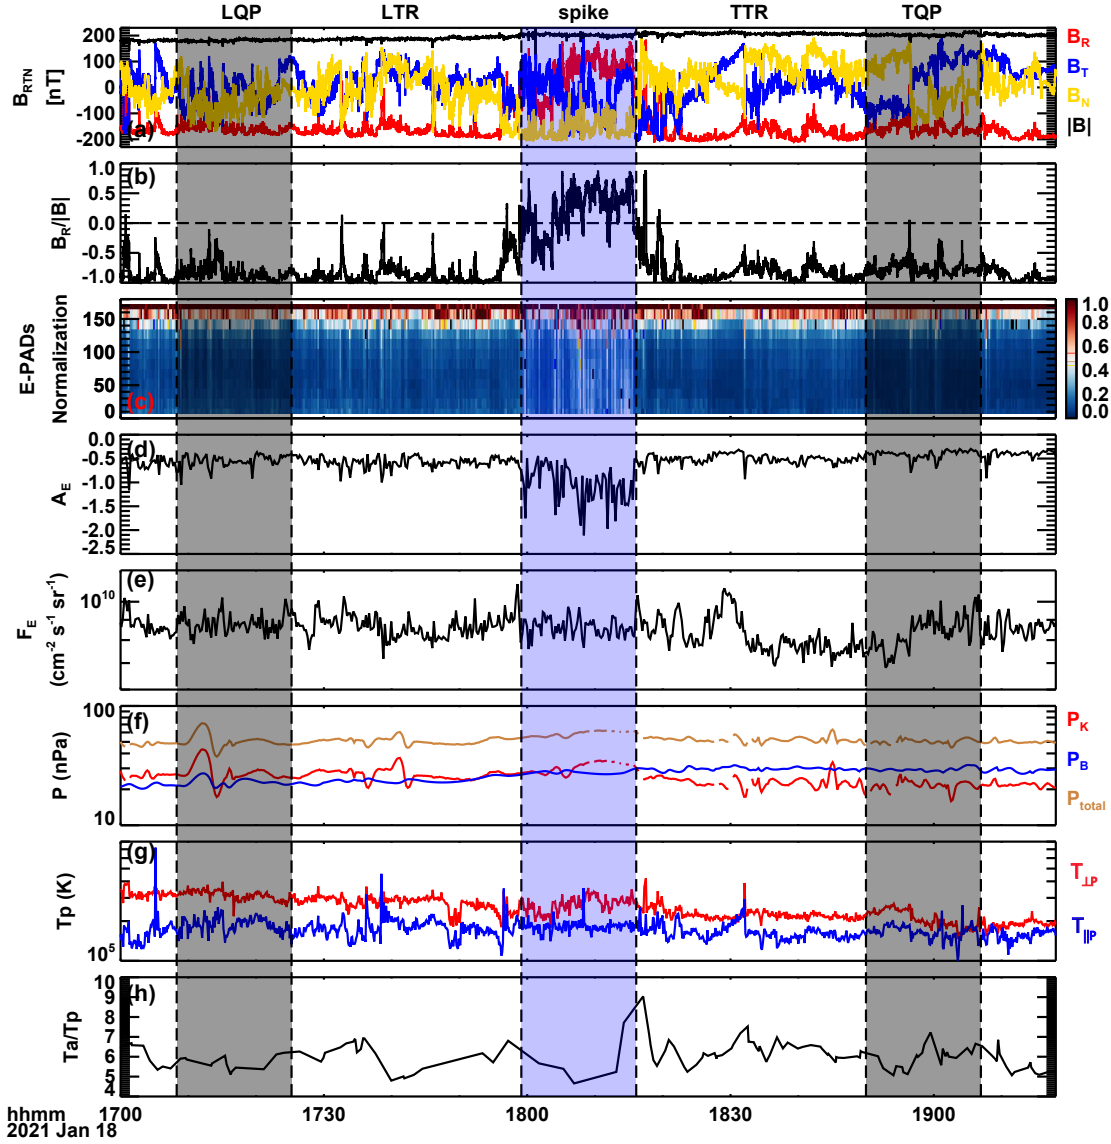 LQP LTR spike TTR TQP
200
100
0
-100
-200
B_RTN [nT]
(a)
B_R
B_T
B_N
|B|
1.0
0.5
0.0
-0.5
-1.0
B_R/|B|
(b)
150
100
50
0
E-PADs
Normalization
(c)
1.0
0.8
0.6
0.4
0.2
0.0
0.0
-0.5
-1.0
-1.5
-2.0
-2.5
A_E
(d)
10^10
F_E
(cm^-2 s^-1 sr^-1)
(e)
100
10
P (nPa)
(f)
P_K
P_B
P_total
10^5
Tp (K)
(g)
T_⊥P
T_∥P
10
9
8
7
6
5
4
Ta/Tp
(h)
1700 1730 1800 1830 1900
hhmm
2021 Jan 18